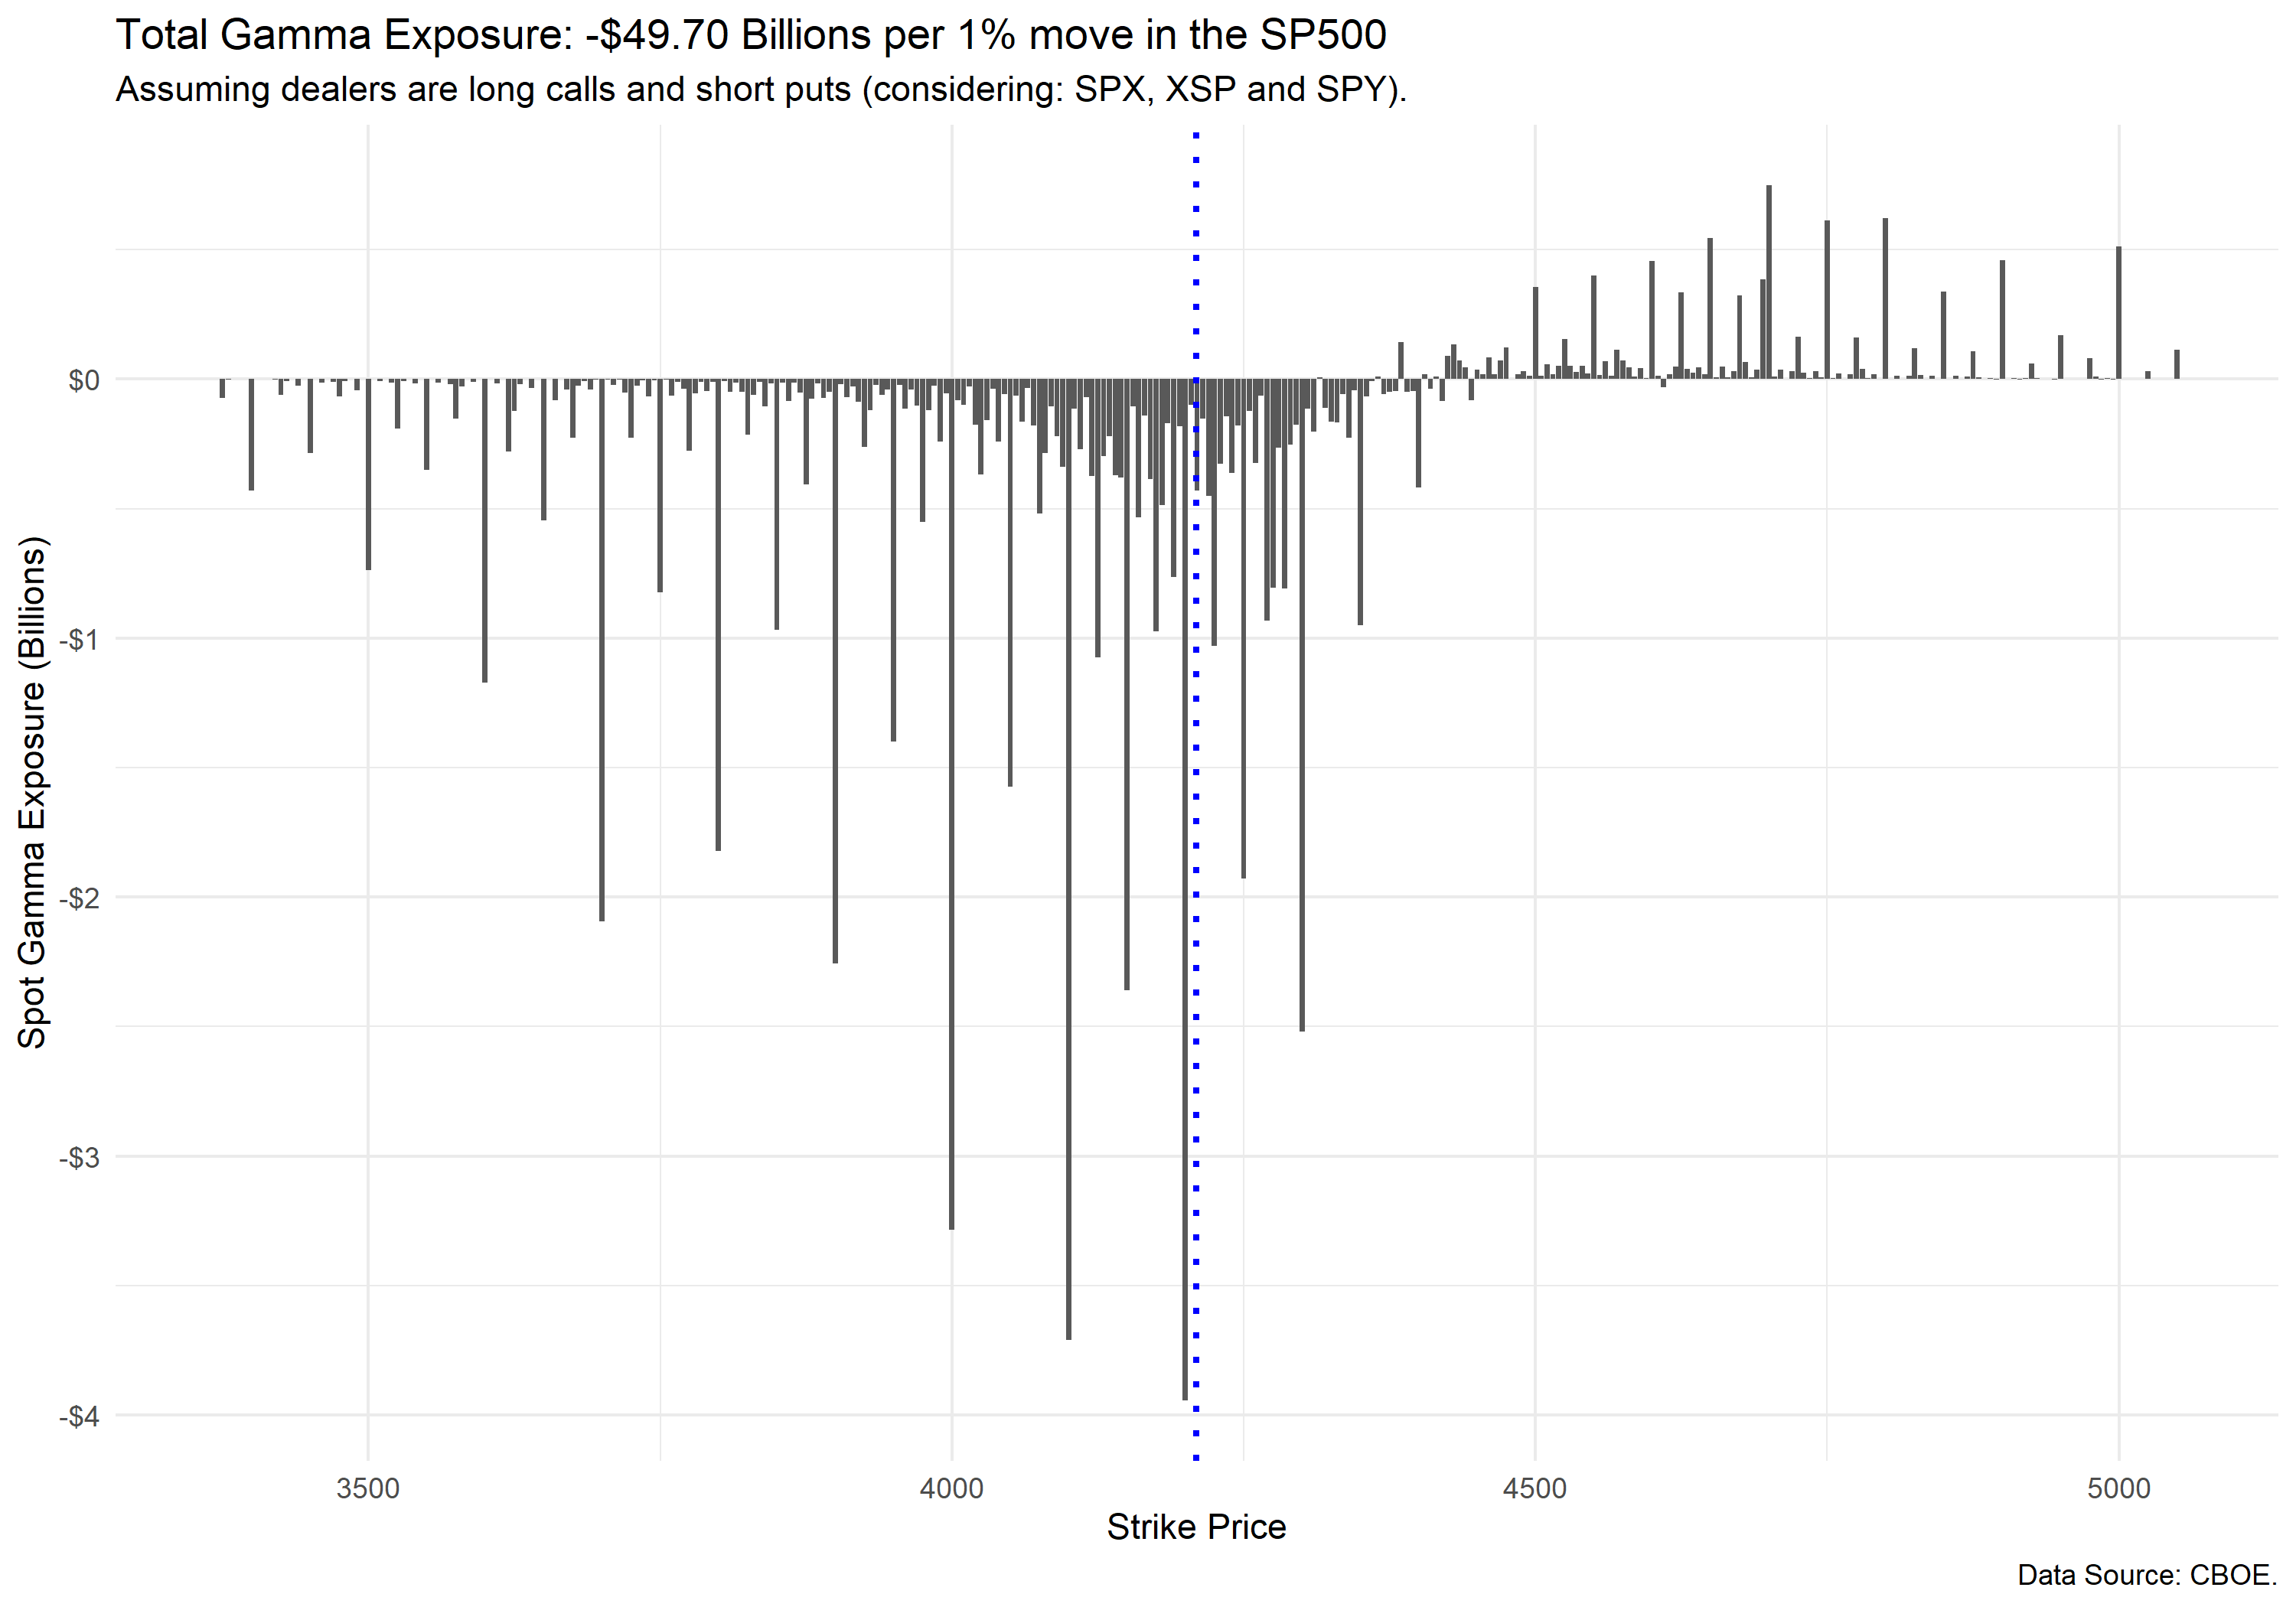 Total Gamma Exposure: -$49.70 Billions per 1% move in the SP500
Assuming dealers are long calls and short puts (considering: SPX, XSP and SPY).
Spot Gamma Exposure (Billions)
$0
-$1
-$2
-$3
-$4
3500
4000
4500
5000
Strike Price
Data Source: CBOE.